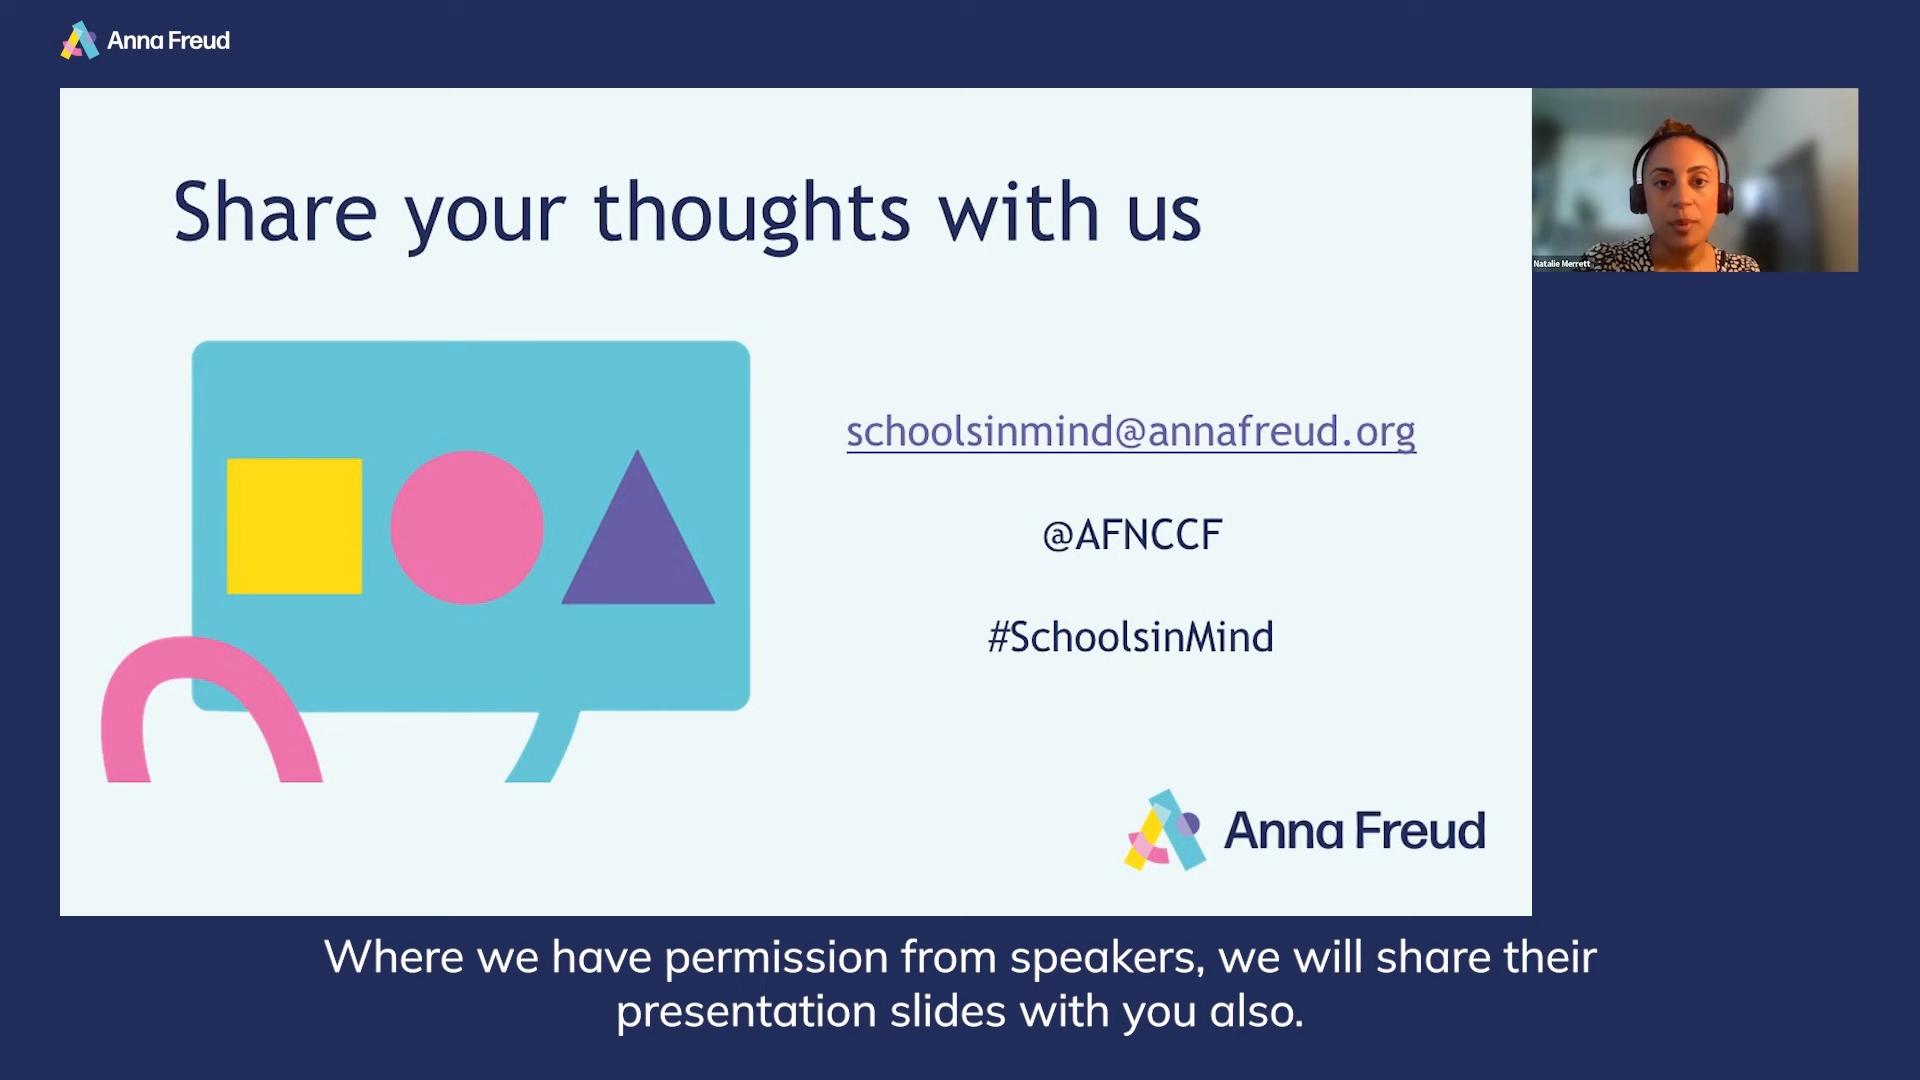 Anna Freud
Share your thoughts with us
Natalie Merrett
schoolsinmind@annafreud.org
@AFNCCF
#SchoolsinMind
Anna Freud
Where we have permission from speakers, we will share their
presentation slides with you also.